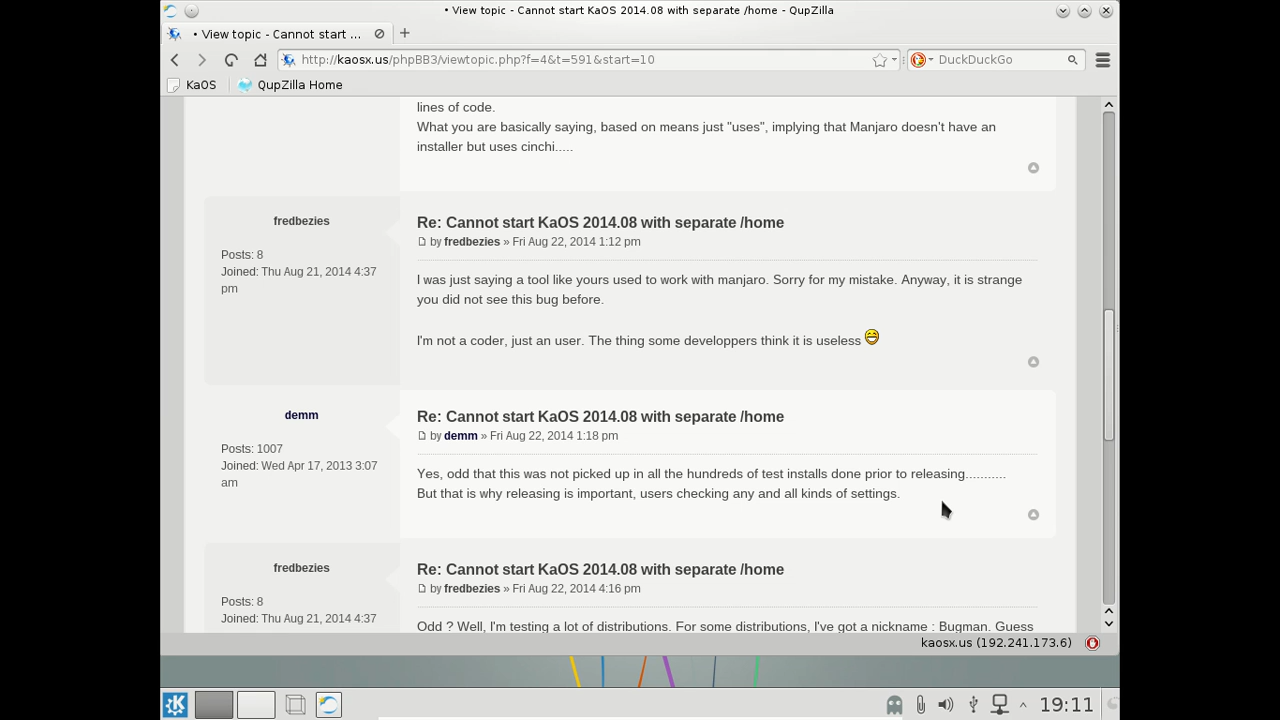 • View topic - Cannot start KaOS 2014.08 with separate /home - QupZilla
• View topic - Cannot start ...
http://kaosx.us/phpBB3/viewtopic.php?f=4&t=591&start=10
DuckDuckGo
KaOS
QupZilla Home
lines of code.
What you are basically saying, based on means just "uses", implying that Manjaro doesn't have an
installer but uses cinchi.....
fredbezies
Posts: 8
Joined: Thu Aug 21, 2014 4:37
pm
Re: Cannot start KaOS 2014.08 with separate /home
by fredbezies » Fri Aug 22, 2014 1:12 pm
I was just saying a tool like yours used to work with manjaro. Sorry for my mistake. Anyway, it is strange
you did not see this bug before.
I'm not a coder, just an user. The thing some developpers think it is useless
demm
Posts: 1007
Joined: Wed Apr 17, 2013 3:07
am
Re: Cannot start KaOS 2014.08 with separate /home
by demm » Fri Aug 22, 2014 1:18 pm
Yes, odd that this was not picked up in all the hundreds of test installs done prior to releasing...........
But that is why releasing is important, users checking any and all kinds of settings.
fredbezies
Posts: 8
Joined: Thu Aug 21, 2014 4:37
Re: Cannot start KaOS 2014.08 with separate /home
by fredbezies » Fri Aug 22, 2014 4:16 pm
Odd ? Well, I'm testing a lot of distributions. For some distributions, I've got a nickname : Bugman. Guess
kaosx.us (192.241.173.6)
19:11